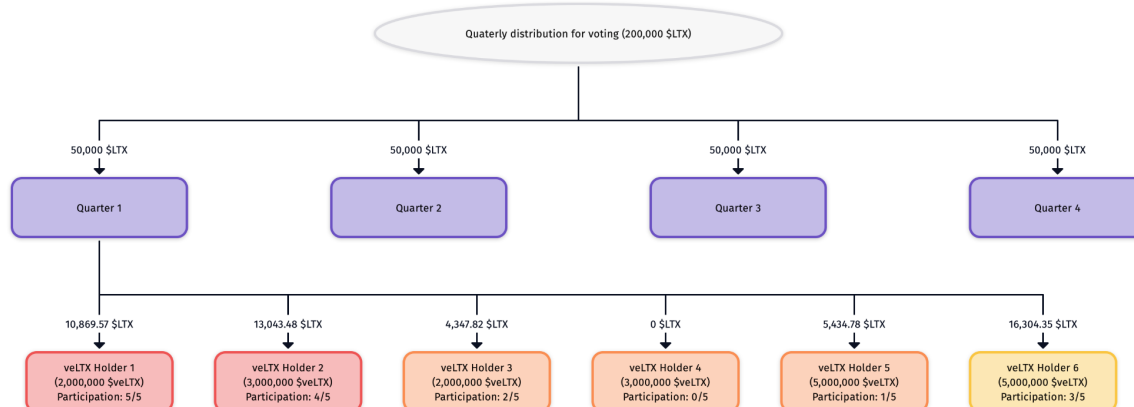 Quaterly distribution for voting (200,000 $LTX)
50,000 $LTX
50,000 $LTX
50,000 $LTX
50,000 $LTX
Quarter 1
Quarter 2
Quarter 3
Quarter 4
10,869.57 $LTX
13,043.48 $LTX
4,347.82 $LTX
0 $LTX
5,434.78 $LTX
16,304.35 $LTX
veLTX Holder 1
(2,000,000 $veLTX)
Participation: 5/5
veLTX Holder 2
(3,000,000 $veLTX)
Participation: 4/5
veLTX Holder 3
(2,000,000 $veLTX)
Participation: 2/5
veLTX Holder 4
(3,000,000 $veLTX)
Participation: 0/5
veLTX Holder 5
(5,000,000 $veLTX)
Participation: 1/5
veLTX Holder 6
(5,000,000 $veLTX)
Participation: 3/5